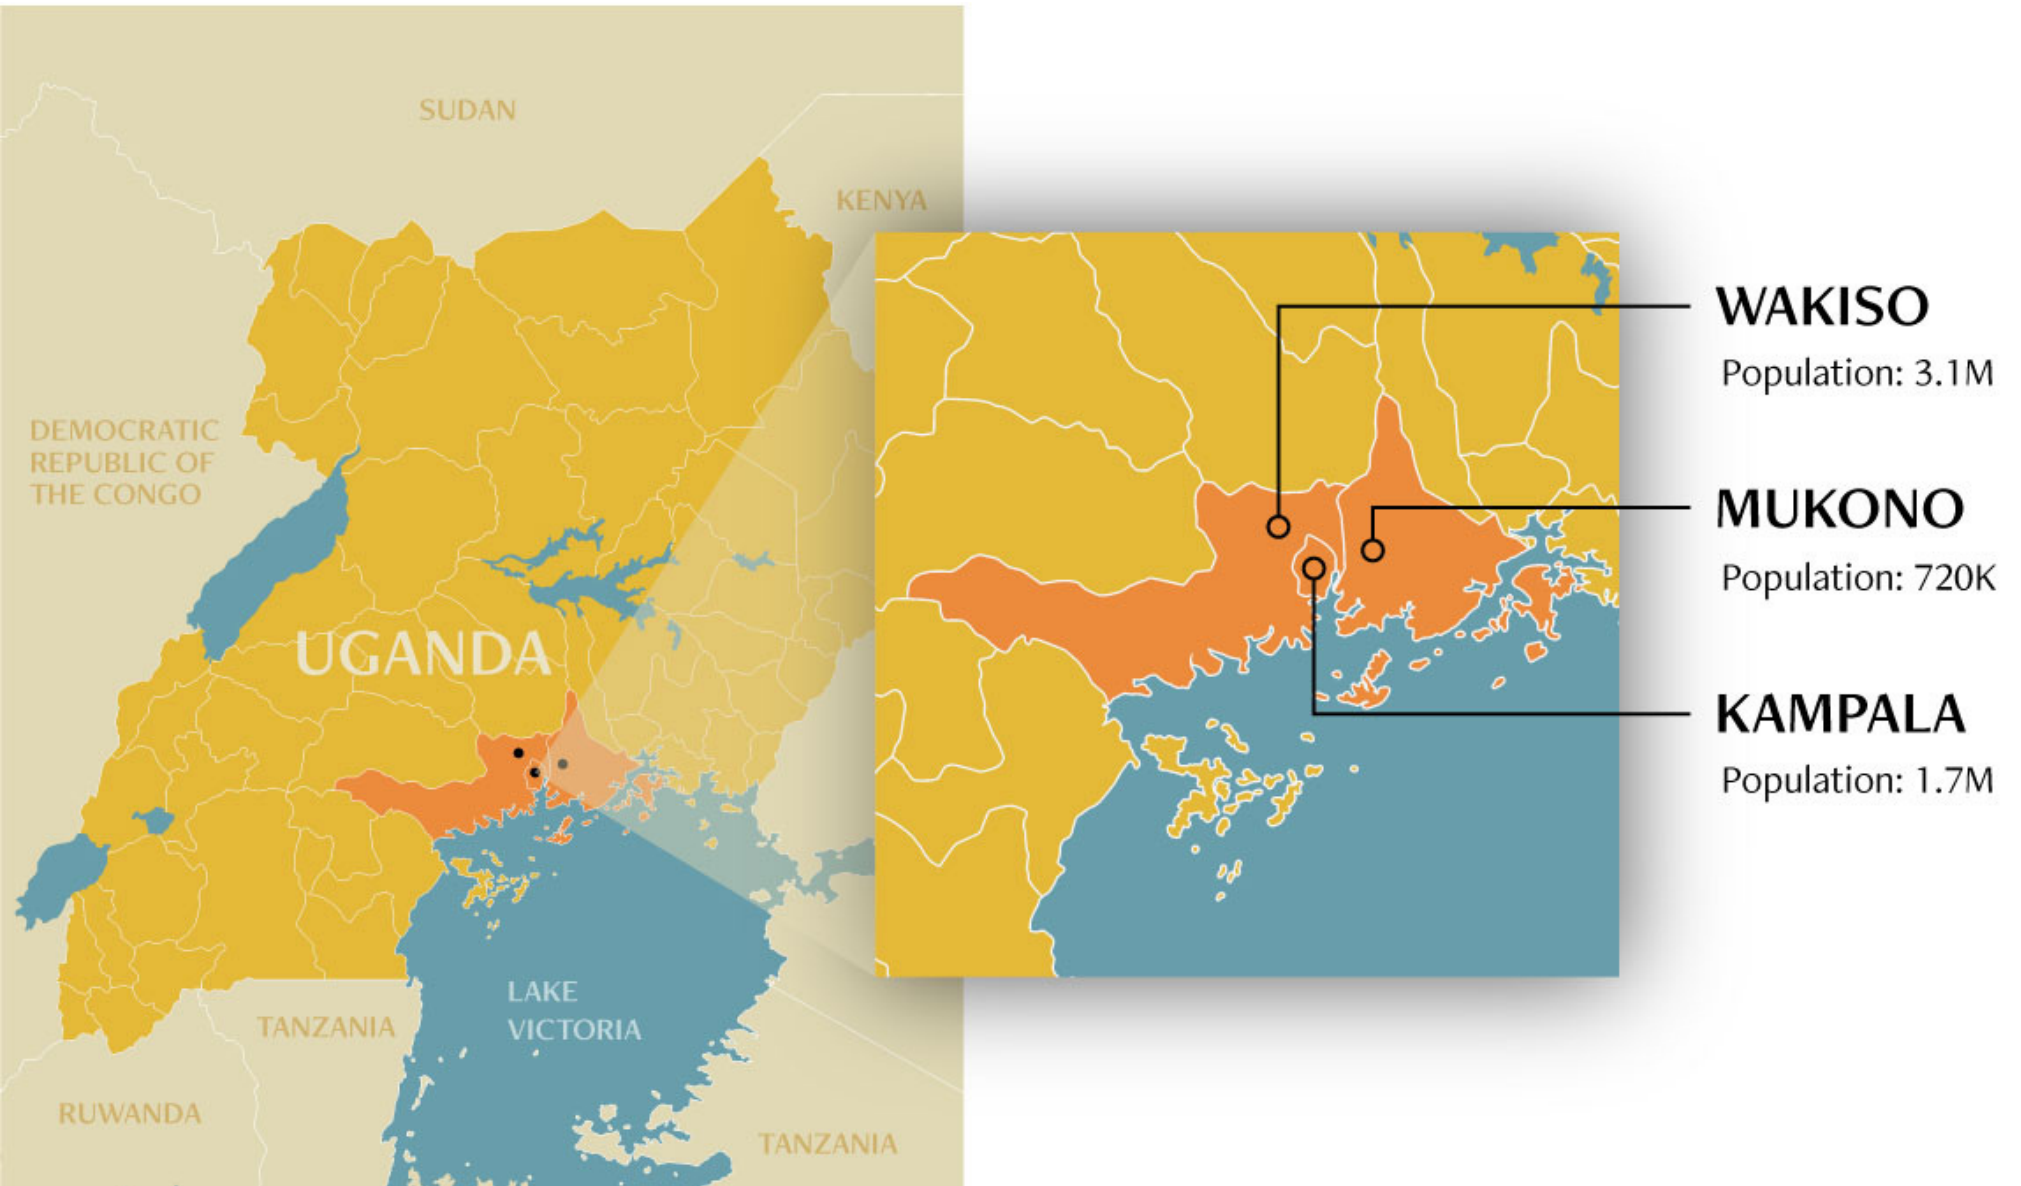 SUDAN
KENYA
DEMOCRATIC
REPUBLIC OF
THE CONGO
UGANDA
LAKE
VICTORIA
TANZANIA
RUWANDA
TANZANIA
WAKISO
Population: 3.1M
MUKONO
Population: 720K
KAMPALA
Population: 1.7M